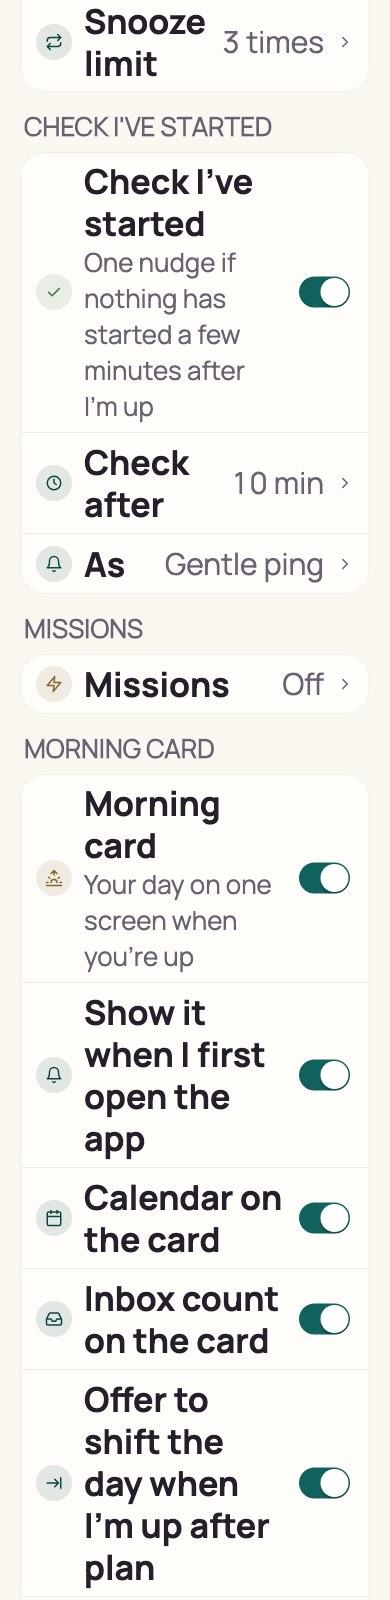 Snooze
limit
3 times
CHECK I'VE STARTED
Check I've
started
One nudge if
nothing has
started a few
minutes after
I'm up
Check
after
10 min
As
Gentle ping
MISSIONS
Missions
Off
MORNING CARD
Morning
card
Your day on one
screen when
you're up
Show it
when I first
open the
app
Calendar on
the card
Inbox count
on the card
Offer to
shift the
day when
I'm up after
plan